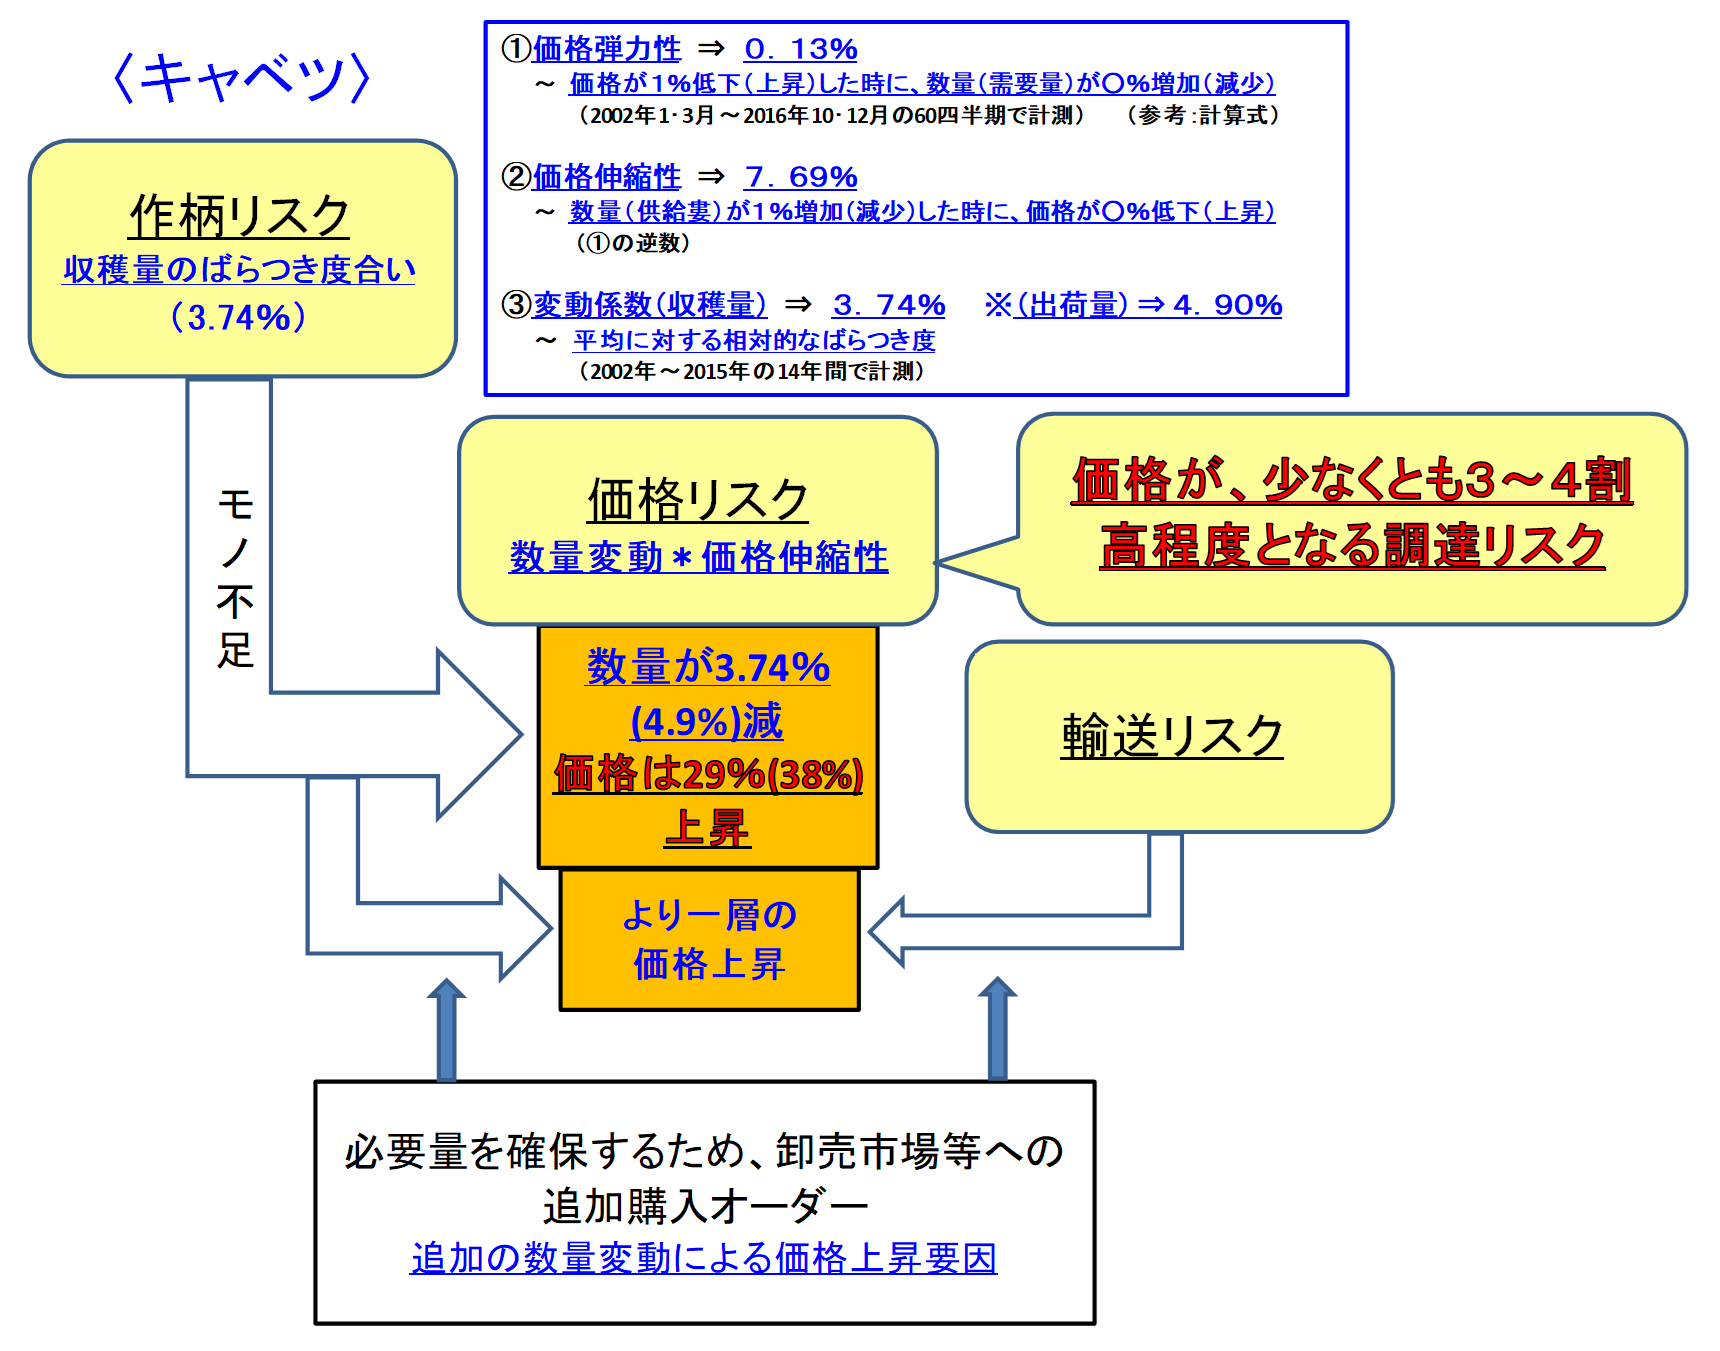 〈キャベツ〉
①価格弾力性 ⇒ ０．１３％
～ 価格が１％低下（上昇）した時に、数量（需要量）が〇％増加（減少）
（2002年1・3月～2016年10・12月の60四半期で計測） （参考：計算式）
②価格伸縮性 ⇒ ７．６９％
～ 数量（供給妻）が１％増加（減少）した時に、価格が〇％低下（上昇）
（①の逆数）
③変動係数（収穫量） ⇒ ３．７４％ ※（出荷量）⇒４．９０％
～ 平均に対する相対的なばらつき度
（2002年～2015年の14年間で計測）
作柄リスク
収穫量のばらつき度合い
（3.74％）
モノ不足
価格リスク
数量変動＊価格伸縮性
価格が、少なくとも３～４割
高程度となる調達リスク
数量が3.74％
(4.9%)減
価格は29％(38%)
上昇
輸送リスク
より一層の
価格上昇
必要量を確保するため、卸売市場等への
追加購入オーダー
追加の数量変動による価格上昇要因